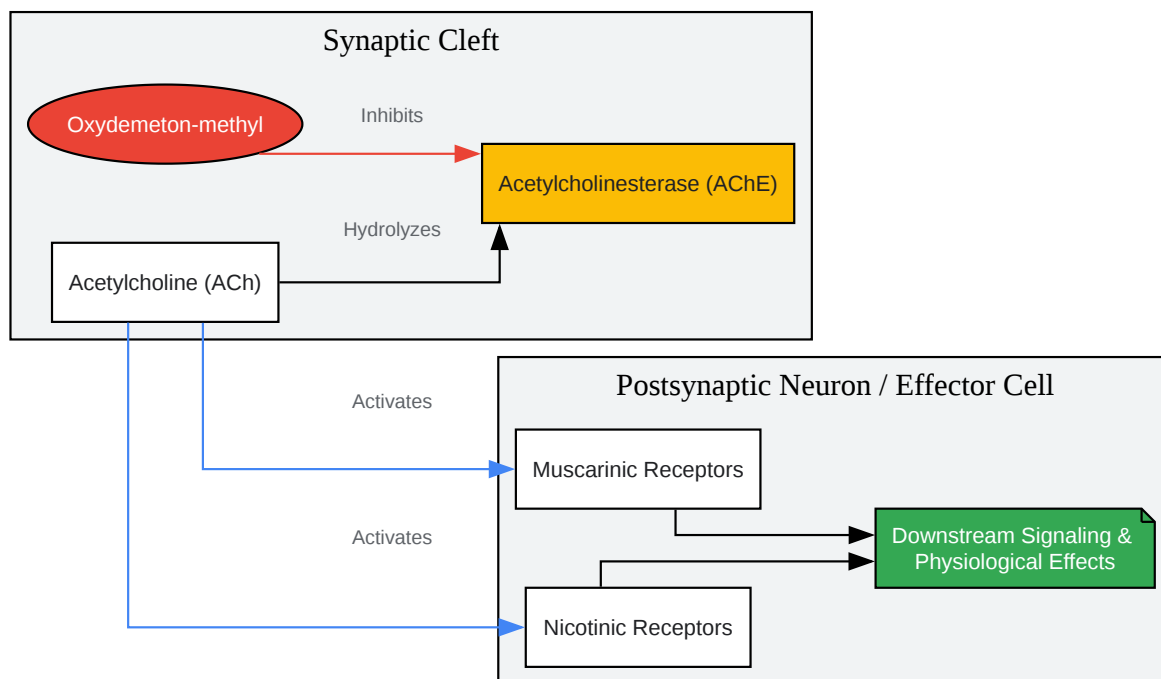 Synaptic Cleft
Oxydemeton-methyl
Inhibits
Acetylcholinesterase (AChE)
Hydrolyzes
Acetylcholine (ACh)
Postsynaptic Neuron / Effector Cell
Activates
Muscarinic Receptors
Activates
Downstream Signaling &
Physiological Effects
Nicotinic Receptors